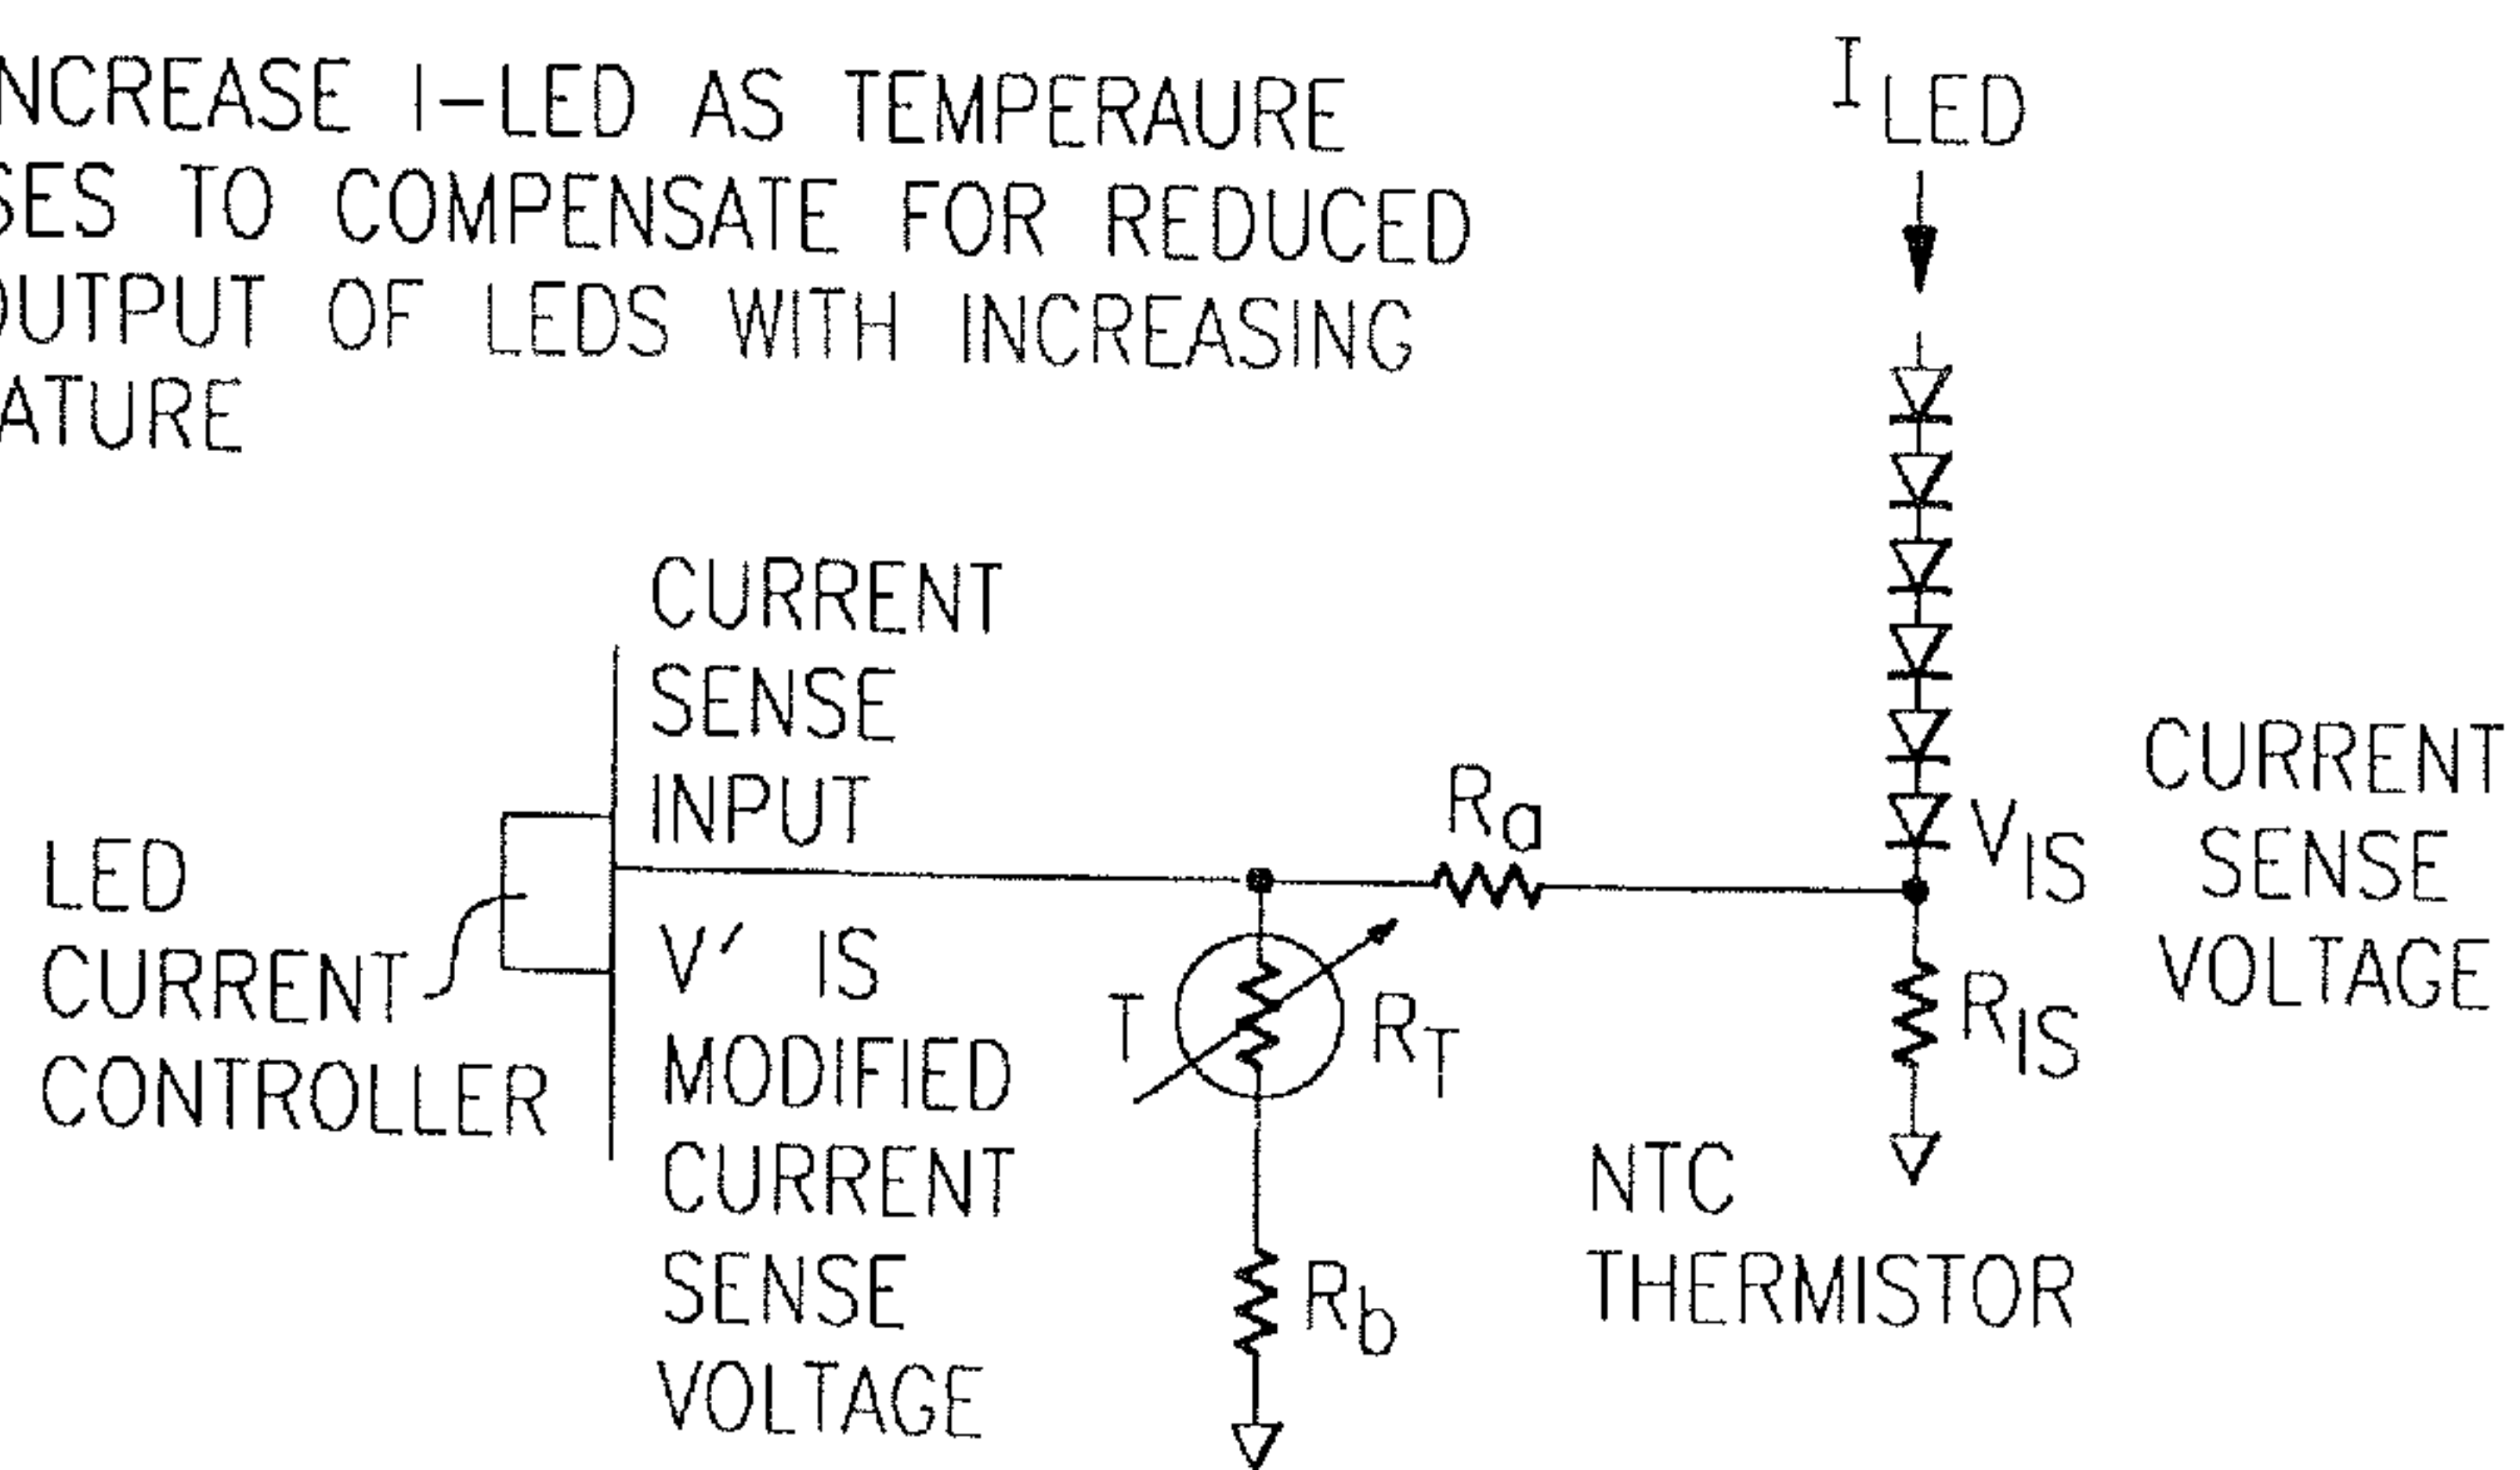 NCREASE I-LED AS TEMPERAURE
SES TO COMPENSATE FOR REDUCED
OUTPUT OF LEDS WITH INCREASING
ATURE
I LED
CURRENT
SENSE
INPUT
LED
CURRENT
CONTROLLER
V' IS
MODIFIED
CURRENT
SENSE
VOLTAGE
Ra
T
RT
Rb
NTC
THERMISTOR
VIS
RIS
CURRENT
SENSE
VOLTAGE